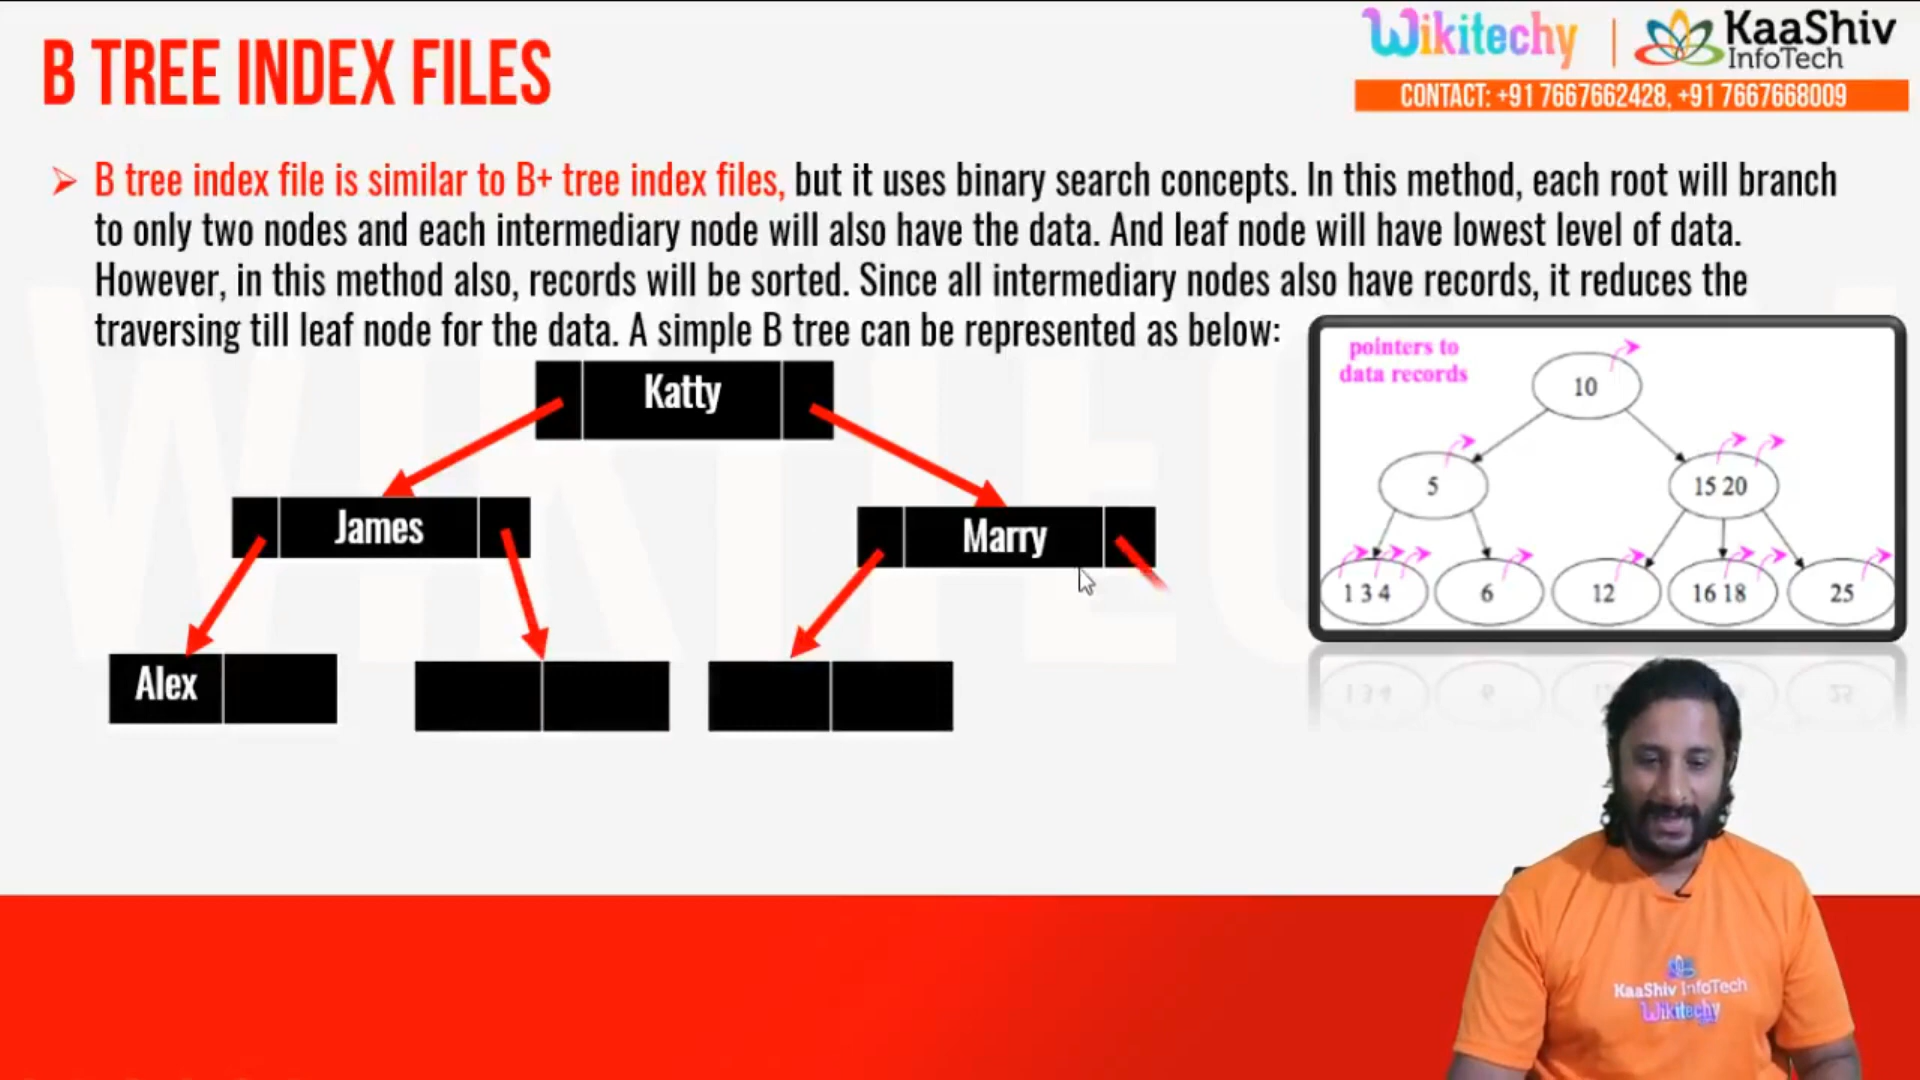 B TREE INDEX FILES
Wikitechy
KaaShiv
InfoTech
CONTACT: +91 7667662428, +91 7667668009
B tree index file is similar to B+ tree index files, but it uses binary search concepts. In this method, each root will branch
to only two nodes and each intermediary node will also have the data. And leaf node will have lowest level of data.
However, in this method also, records will be sorted. Since all intermediary nodes also have records, it reduces the
traversing till leaf node for the data. A simple B tree can be represented as below:
Katty
James
Marry
Alex
pointers to
data records
10
5
15 20
1 3 4
6
12
16 18
25
KaaShiv InfoTech
Wikitechy